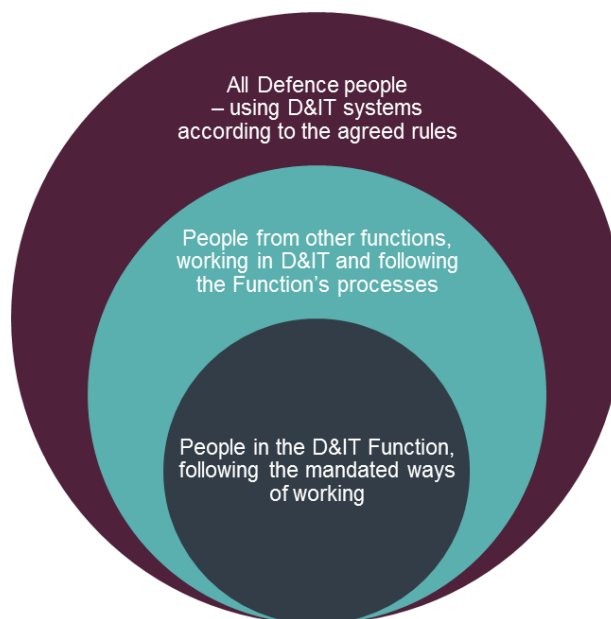 All Defence people
– using D&IT systems
according to the agreed rules
People from other functions,
working in D&IT and following
the Function's processes
People in the D&IT Function,
following the mandated ways
of working